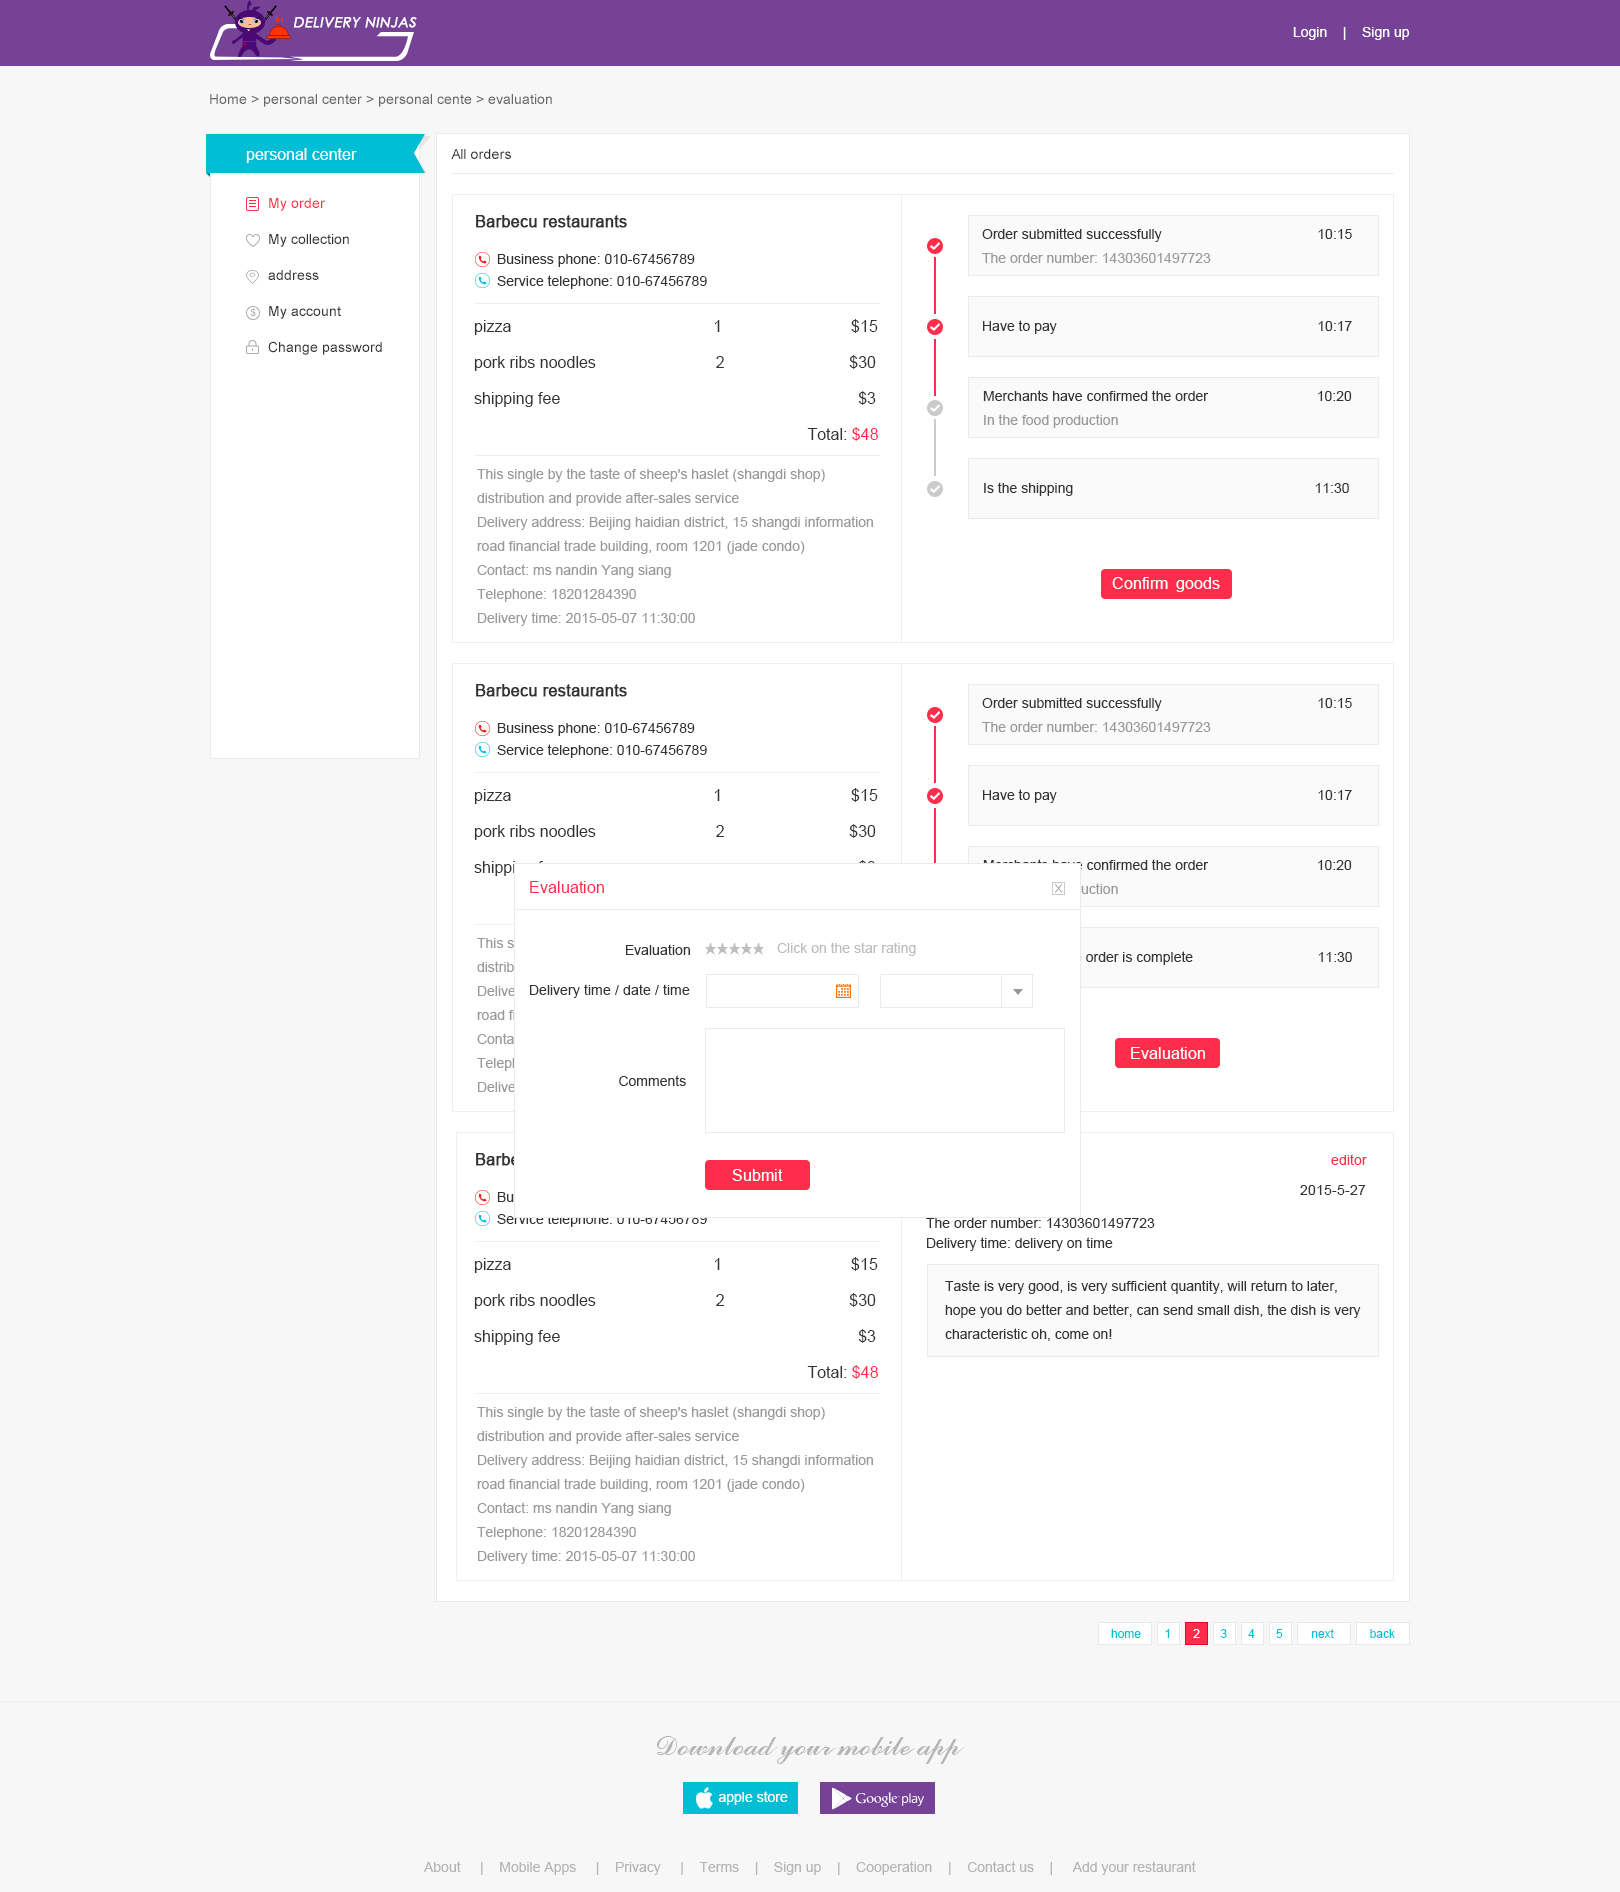 DELIVERY NINJAS
Login | Sign up
Home > personal center > personal cente > evaluation
personal center
My order
My collection
address
My account
Change password
All orders
Barbecu restaurants
Business phone: 010-67456789
Service telephone: 010-67456789
pizza 1 $15
pork ribs noodles 2 $30
shipping fee $3
Total: $48
This single by the taste of sheep's haslet (shangdi shop)
distribution and provide after-sales service
Delivery address: Beijing haidian district, 15 shangdi information
road financial trade building, room 1201 (jade condo)
Contact: ms nandin Yang siang
Telephone: 18201284390
Delivery time: 2015-05-07 11:30:00
Order submitted successfully 10:15
The order number: 14303601497723
Have to pay 10:17
Merchants have confirmed the order 10:20
In the food production
Is the shipping 11:30
Confirm goods
Barbecu restaurants
Business phone: 010-67456789
Service telephone: 010-67456789
pizza 1 $15
pork ribs noodles 2 $30
This s
distrib
Delive
road fi
Conta
Telep
Delive
Order submitted successfully 10:15
The order number: 14303601497723
Have to pay 10:17
Merchants have confirmed the order 10:20
uction
order is complete 11:30
Evaluation
Evaluation
X
Evaluation Click on the star rating
Delivery time / date / time
Comments
Submit
Barbe
Bu
Service telephone: 010-67456789
pizza 1 $15
pork ribs noodles 2 $30
shipping fee $3
Total: $48
This single by the taste of sheep's haslet (shangdi shop)
distribution and provide after-sales service
Delivery address: Beijing haidian district, 15 shangdi information
road financial trade building, room 1201 (jade condo)
Contact: ms nandin Yang siang
Telephone: 18201284390
Delivery time: 2015-05-07 11:30:00
editor
2015-5-27
The order number: 14303601497723
Delivery time: delivery on time
Taste is very good, is very sufficient quantity, will return to later,
hope you do better and better, can send small dish, the dish is very
characteristic oh, come on!
home 1 2 3 4 5 next back
Download your mobile app
apple store
Google play
About | Mobile Apps | Privacy | Terms | Sign up | Cooperation | Contact us | Add your restaurant